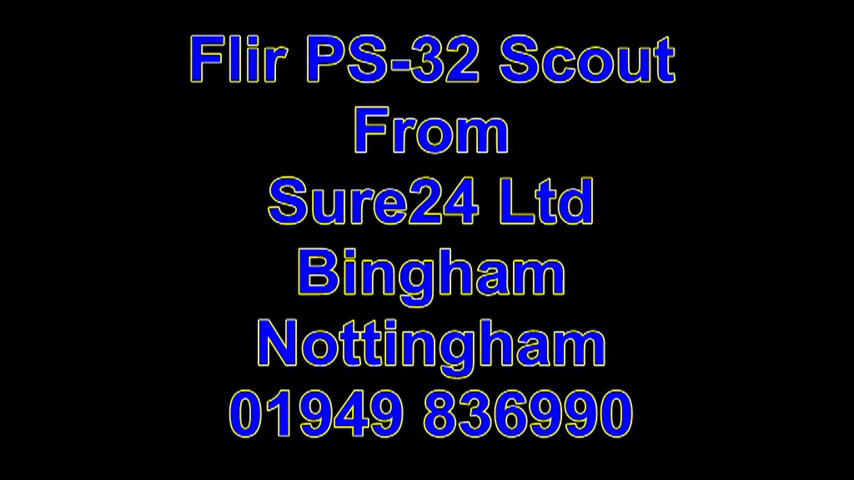 Flir PS-32 Scout
From
Sure24 Ltd
Bingham
Nottingham
01949 836990